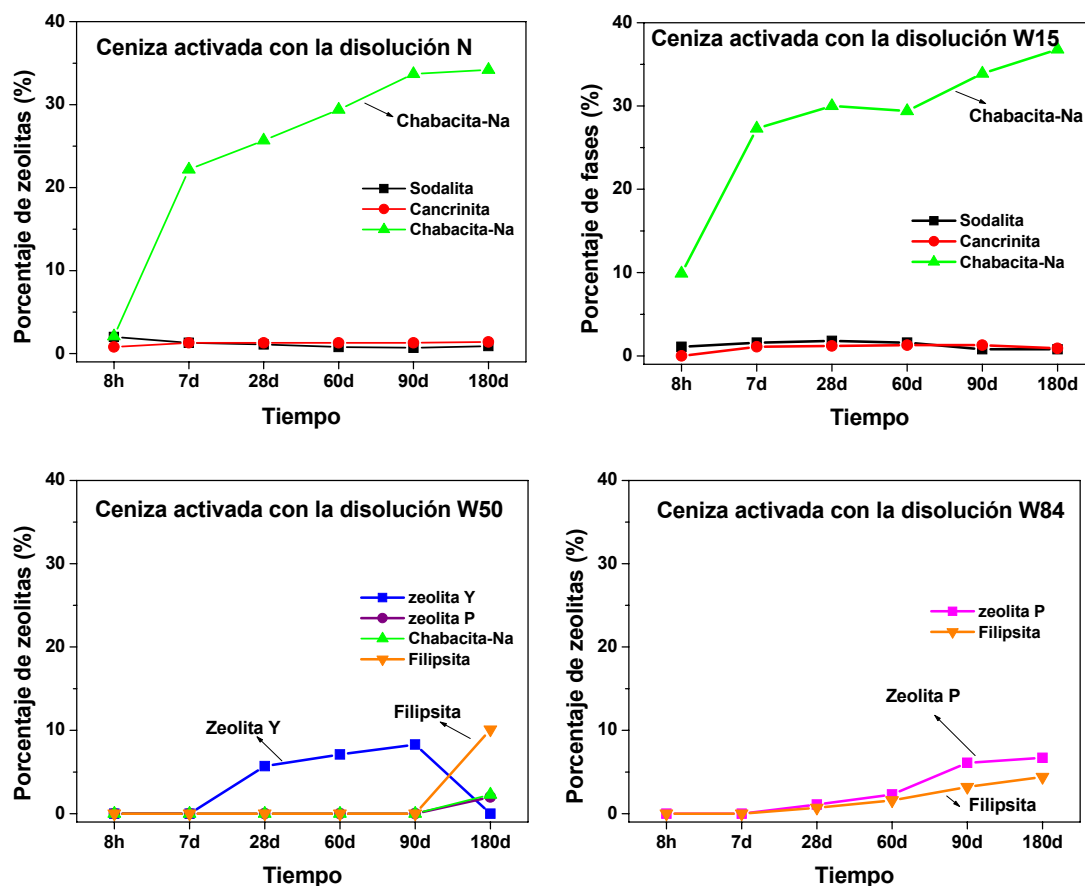 Ceniza activada con la disolución N
Porcentaje de zeolitas (%)
40
30
20
10
0
Chabacita-Na
Sodalita
Cancrinita
Chabacita-Na
8h 7d 28d 60d 90d 180d
Tiempo
Ceniza activada con la disolución W15
Porcentaje de fases (%)
40
30
20
10
0
Chabacita-Na
Sodalita
Cancrinita
Chabacita-Na
8h 7d 28d 60d 90d 180d
Tiempo
Ceniza activada con la disolución W50
Porcentaje de zeolitas (%)
40
30
20
10
0
zeolita Y
zeolita P
Chabacita-Na
Filipsita
Filipsita
Zeolita Y
8h 7d 28d 60d 90d 180d
Tiempo
Ceniza activada con la disolución W84
Porcentaje de zeolitas (%)
40
30
20
10
0
zeolita P
Filipsita
Zeolita P
Filipsita
8h 7d 28d 60d 90d 180d
Tiempo